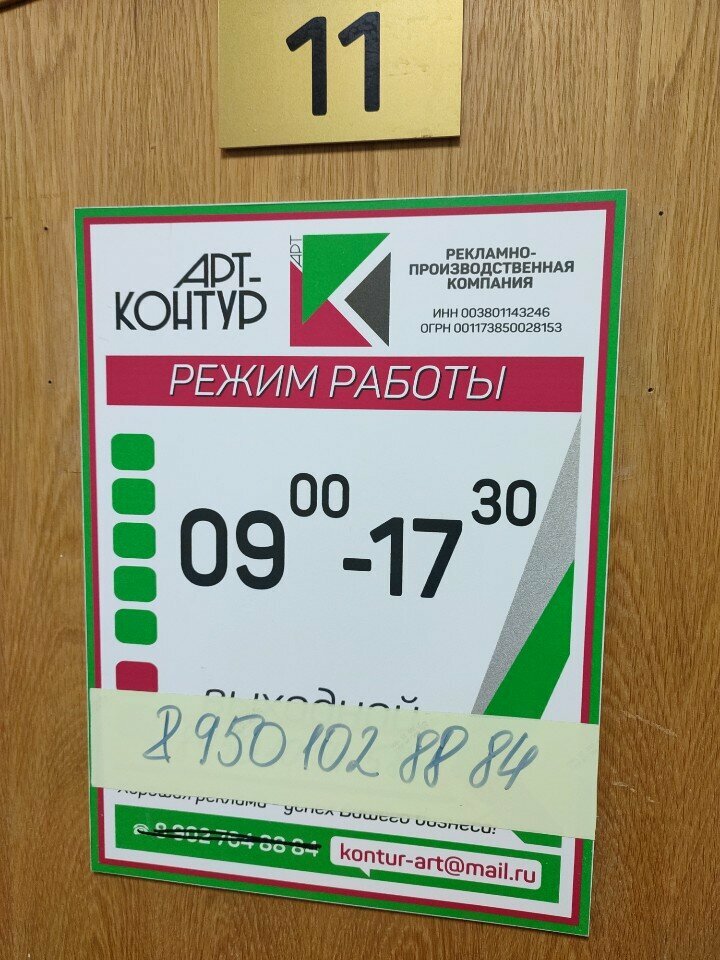 11
АРТ-
КОНТУР
АРТ
РЕКЛАМНО-
ПРОИЗВОДСТВЕННАЯ
КОМПАНИЯ
ИНН 003801143246
ОГРН 001173850028153
РЕЖИМ РАБОТЫ
09 00 -17 30
выходной
8 950 102 88 84
Хорошая реклама - успех Вашего бизнеса!
kontur-art@mail.ru